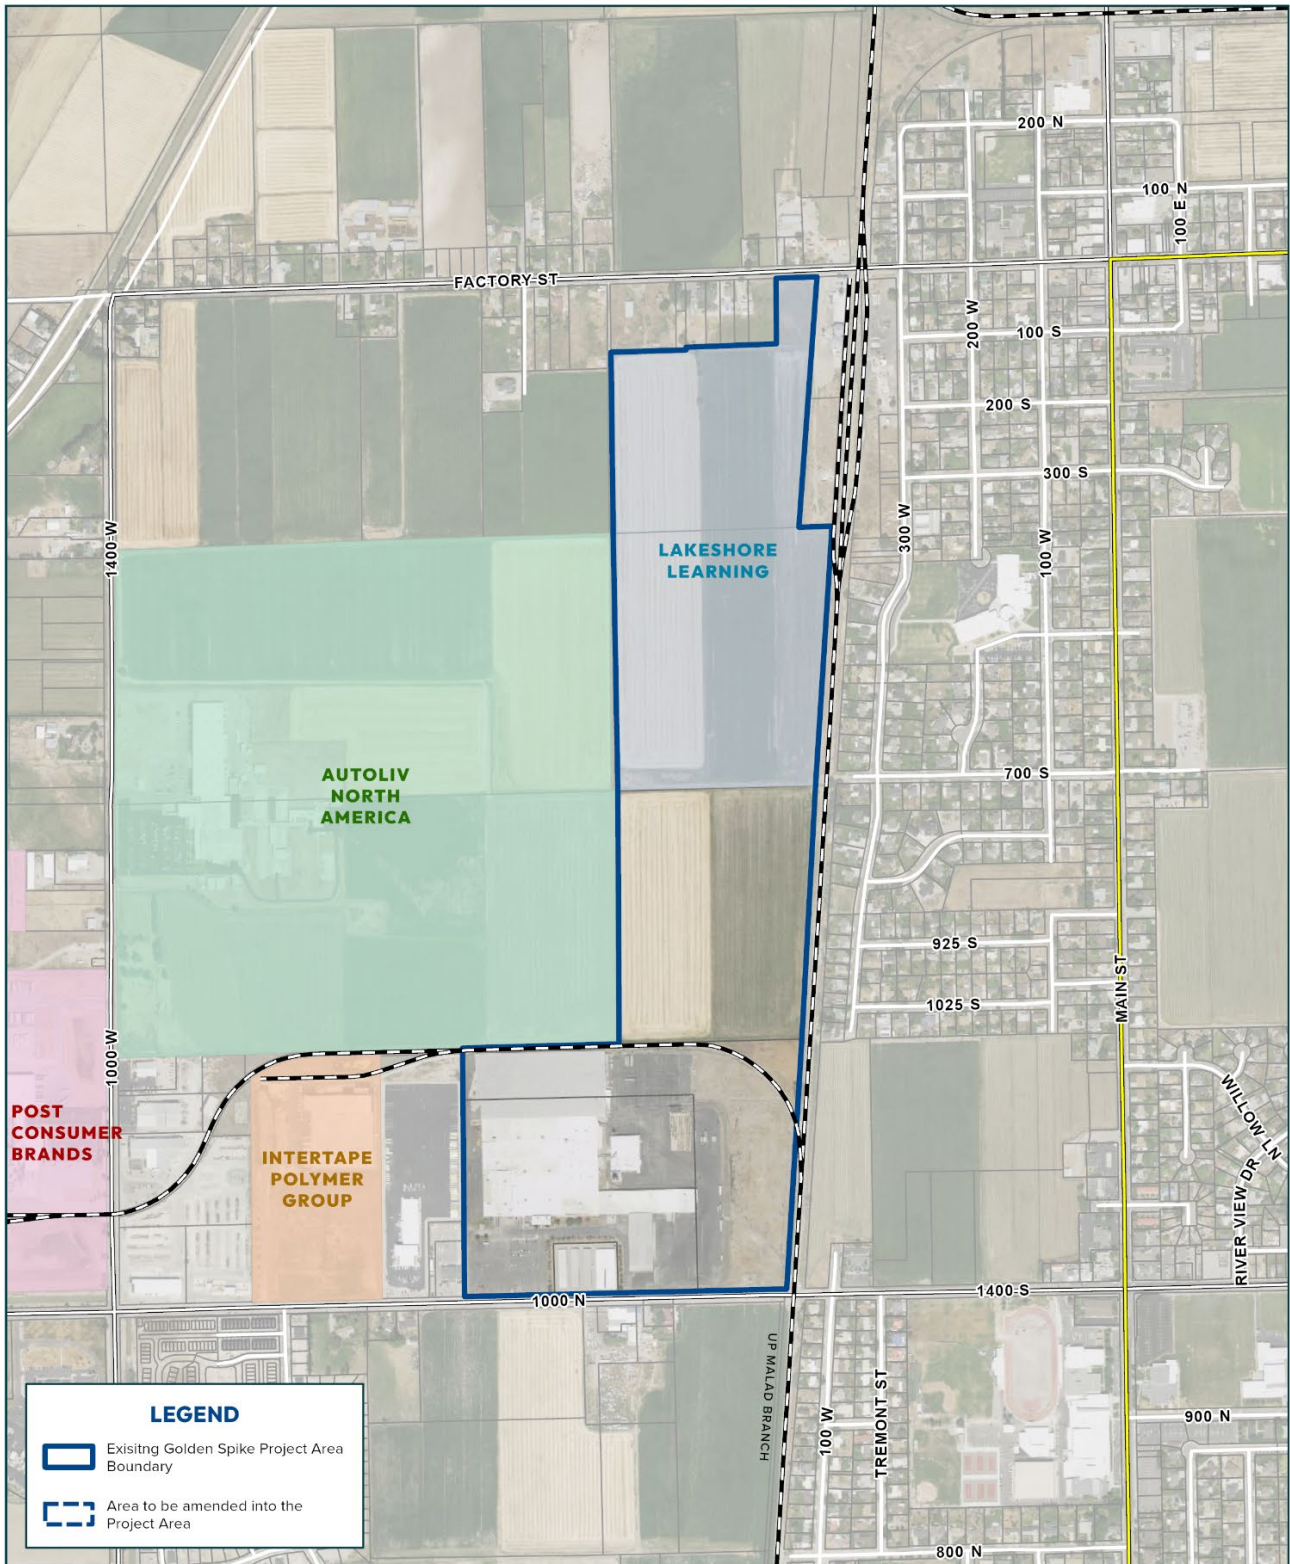 200 N
100 N
100 E
FACTORY ST
200 W
100 S
200 S
300 S
300 W
100 W
1400 W
LAKESHORE
LEARNING
700 S
AUTOLIV
NORTH
AMERICA
925 S
1025 S
MAIN ST
1000 W
POST
CONSUMER
BRANDS
INTERTAPE
POLYMER
GROUP
WILLOW LN
RIVER VIEW DR
1000 N
1400 S
UP MALAD BRANCH
100 W
TREMONT ST
900 N
800 N
LEGEND
Exisitng Golden Spike Project Area
Boundary
Area to be amended into the
Project Area